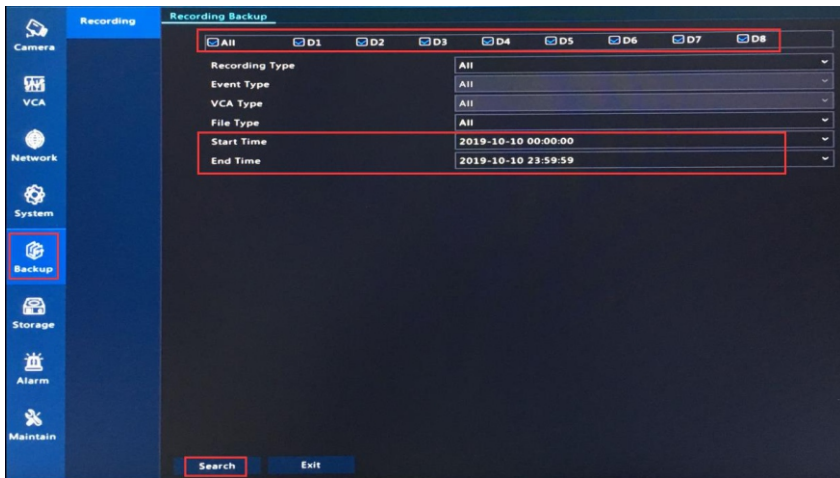 Camera
VCA
Network
System
Backup
Storage
Alarm
Maintain
Recording
Recording Backup
All D1 D2 D3 D4 D5 D6 D7 D8
Recording Type All
Event Type All
VCA Type All
File Type All
Start Time 2019-10-10 00:00:00
End Time 2019-10-10 23:59:59
Search Exit